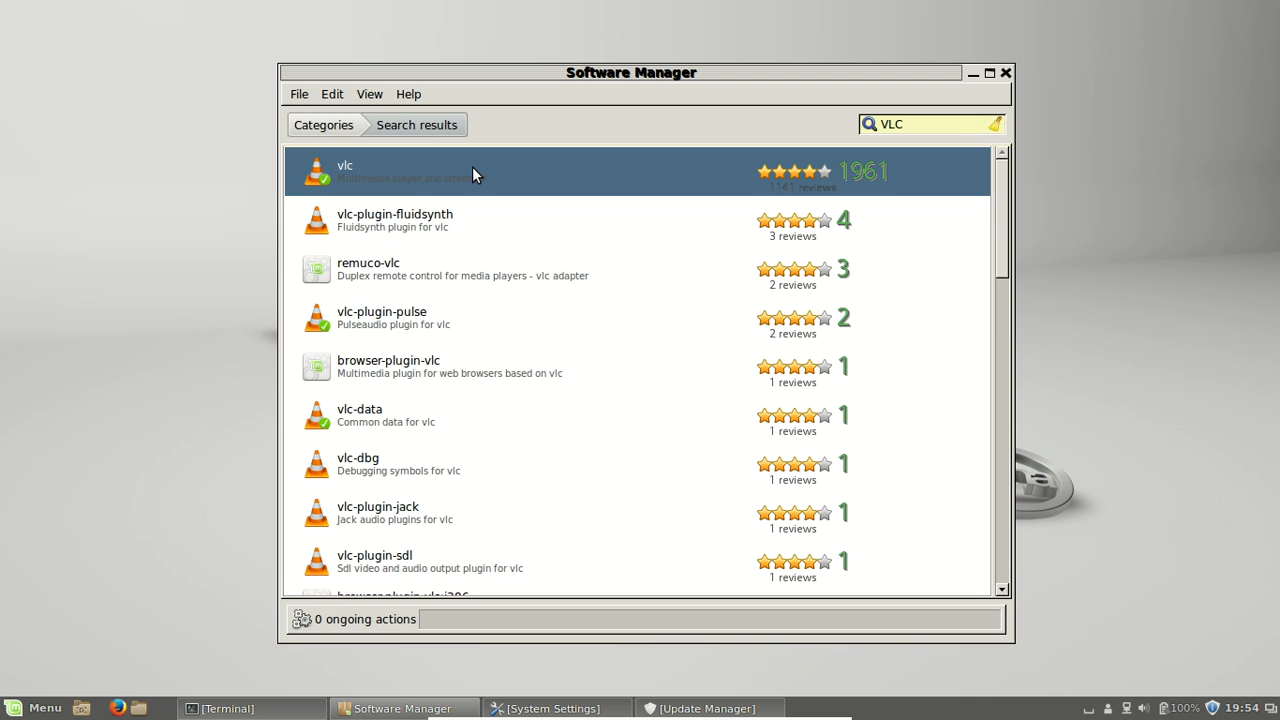 Software Manager
File Edit View Help
Categories Search results VLC
vlc
Multimedia player and
1961
1141 reviews
vlc-plugin-fluidsynth
Fluidsynth plugin for vlc
4
3 reviews
remuco-vlc
Duplex remote control for media players - vlc adapter
3
2 reviews
vlc-plugin-pulse
Pulseaudio plugin for vlc
2
2 reviews
browser-plugin-vlc
Multimedia plugin for web browsers based on vlc
1
1 reviews
vlc-data
Common data for vlc
1
1 reviews
vlc-dbg
Debugging symbols for vlc
1
1 reviews
vlc-plugin-jack
Jack audio plugins for vlc
1
1 reviews
vlc-plugin-sdl
Sdl video and audio output plugin for vlc
1
1 reviews
0 ongoing actions
Menu [Terminal] Software Manager [System Settings] [Update Manager] 100% 19:54